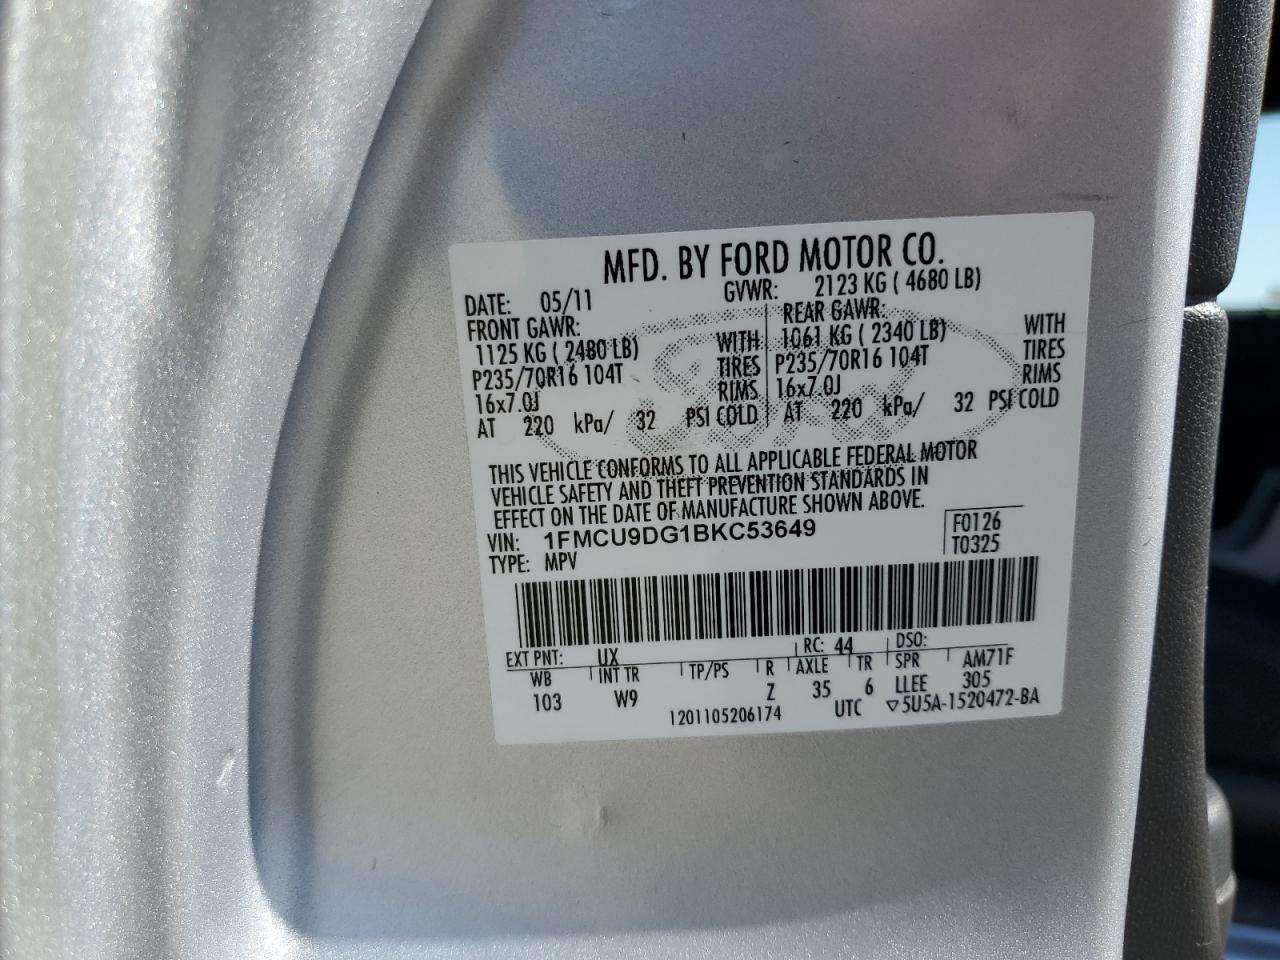 MFD. BY FORD MOTOR CO.
DATE: 05/11 GVWR: 2123 KG ( 4680 LB)
FRONT GAWR: REAR GAWR:
1125 KG ( 2480 LB) WITH 1061 KG ( 2340 LB) WITH
P235/70R16 104T TIRES P235/70R16 104T TIRES
16x7.0J RIMS 16x7.0J RIMS
AT 220 kPa/ 32 PSI COLD AT 220 kPa/ 32 PSI COLD
THIS VEHICLE CONFORMS TO ALL APPLICABLE FEDERAL MOTOR
VEHICLE SAFETY AND THEFT PREVENTION STANDARDS IN
EFFECT ON THE DATE OF MANUFACTURE SHOWN ABOVE.
VIN: 1FMCU9DG1BKC53649 F0126
TYPE: MPV T0325
EXT PNT: UX RC: 44 DSO:
WB INT TR TP/PS R AXLE TR SPR AM71F
103 W9 Z 35 6 LLEE 305
1201105206174 UTC ▽5U5A-1520472-BA
Ford